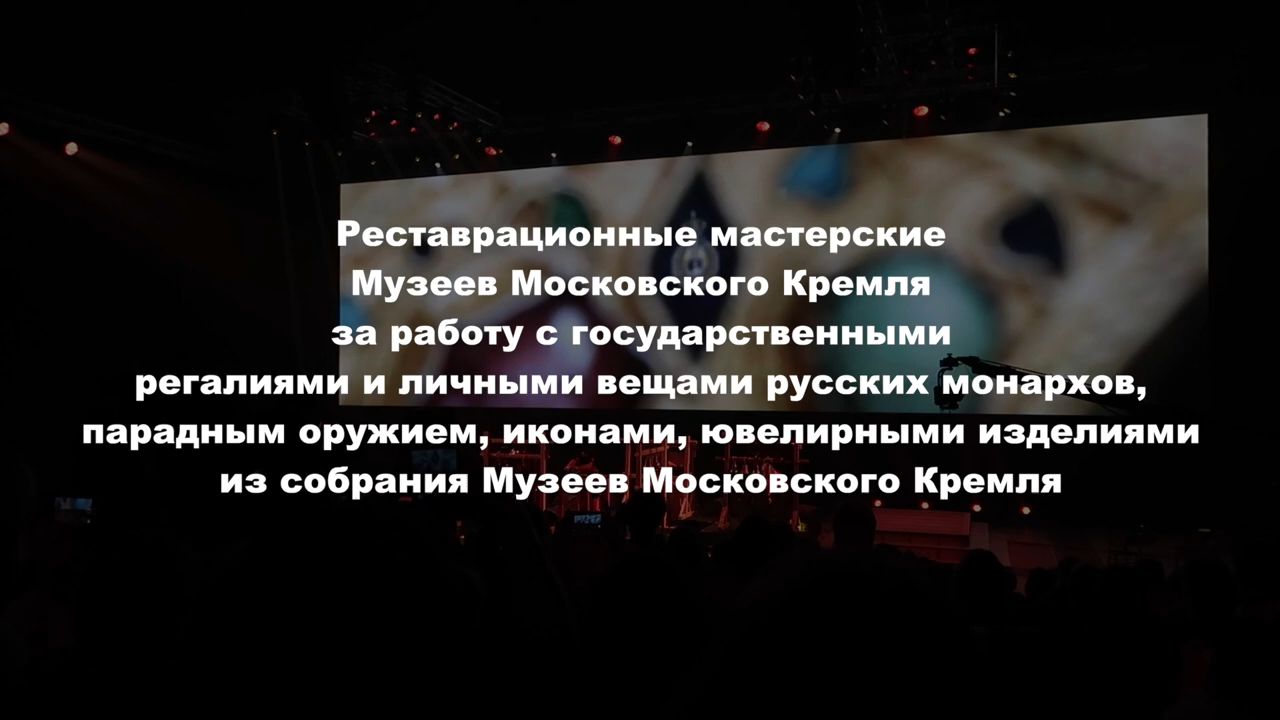 Реставрационные мастерские
Музеев Московского Кремля
за работу с государственными
регалиями и личными вещами русских монархов,
парадным оружием, иконами, ювелирными изделиями
из собрания Музеев Московского Кремля